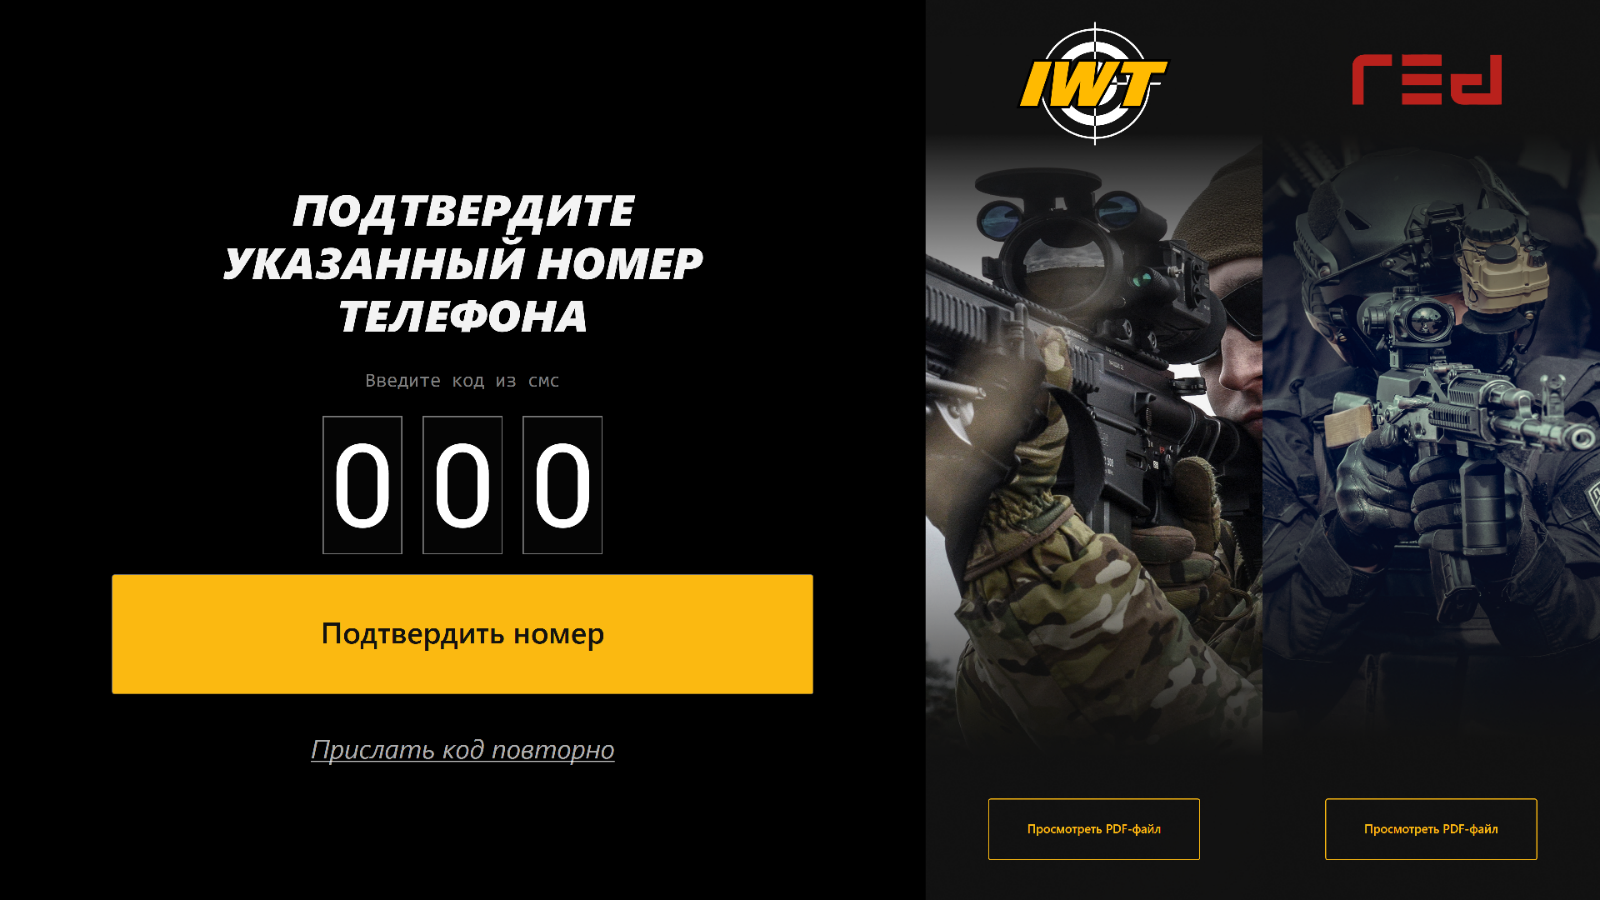 ПОДТВЕРДИТЕ
УКАЗАННЫЙ НОМЕР
ТЕЛЕФОНА
Введите код из смс
0 0 0
Подтвердить номер
Прислать код повторно
IWT
rEd
Просмотреть PDF-файл
Просмотреть PDF-файл